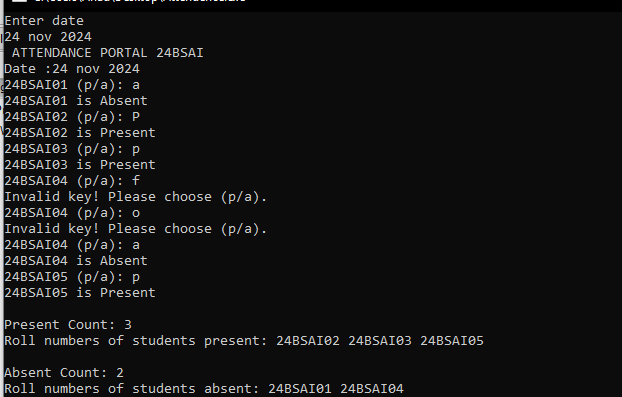 Enter date
24 nov 2024
ATTENDANCE PORTAL 24BSAI
Date :24 nov 2024
24BSAI01 (p/a): a
24BSAI01 is Absent
24BSAI02 (p/a): P
24BSAI02 is Present
24BSAI03 (p/a): p
24BSAI03 is Present
24BSAI04 (p/a): f
Invalid key! Please choose (p/a).
24BSAI04 (p/a): o
Invalid key! Please choose (p/a).
24BSAI04 (p/a): a
24BSAI04 is Absent
24BSAI05 (p/a): p
24BSAI05 is Present
Present Count: 3
Roll numbers of students present: 24BSAI02 24BSAI03 24BSAI05
Absent Count: 2
Roll numbers of students absent: 24BSAI01 24BSAI04